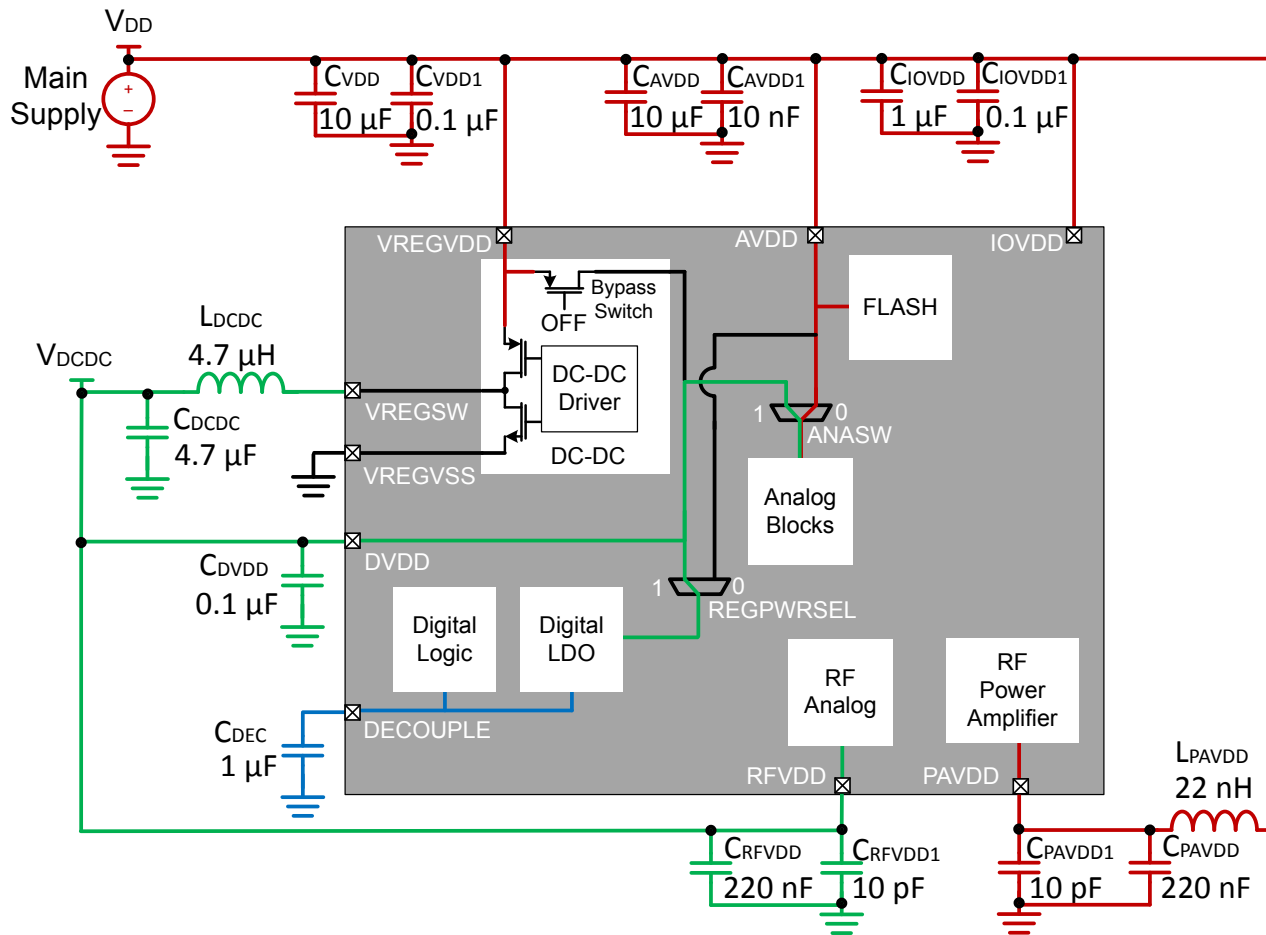 VDD
Main
Supply
+
–
CVDD
10 µF
CVDD1
0.1 µF
CAVDD
10 µF
CAVDD1
10 nF
CIOVDD
1 µF
CIOVDD1
0.1 µF
VREGVDD
AVDD
IOVDD
Bypass
Switch
OFF
FLASH
LDCDC
4.7 µH
VDCDC
CDCDC
4.7 µF
VREGSW
DC-DC
Driver
DC-DC
VREGVSS
1
0
ANASW
Analog
Blocks
DVDD
CDVDD
0.1 µF
1
0
REGPWRSEL
Digital
Logic
Digital
LDO
RF
Analog
RF
Power
Amplifier
CDEC
1 µF
DECOUPLE
RFVDD
PAVDD
LPAVDD
22 nH
CRFVDD
220 nF
CRFVDD1
10 pF
CPAVDD1
10 pF
CPAVDD
220 nF